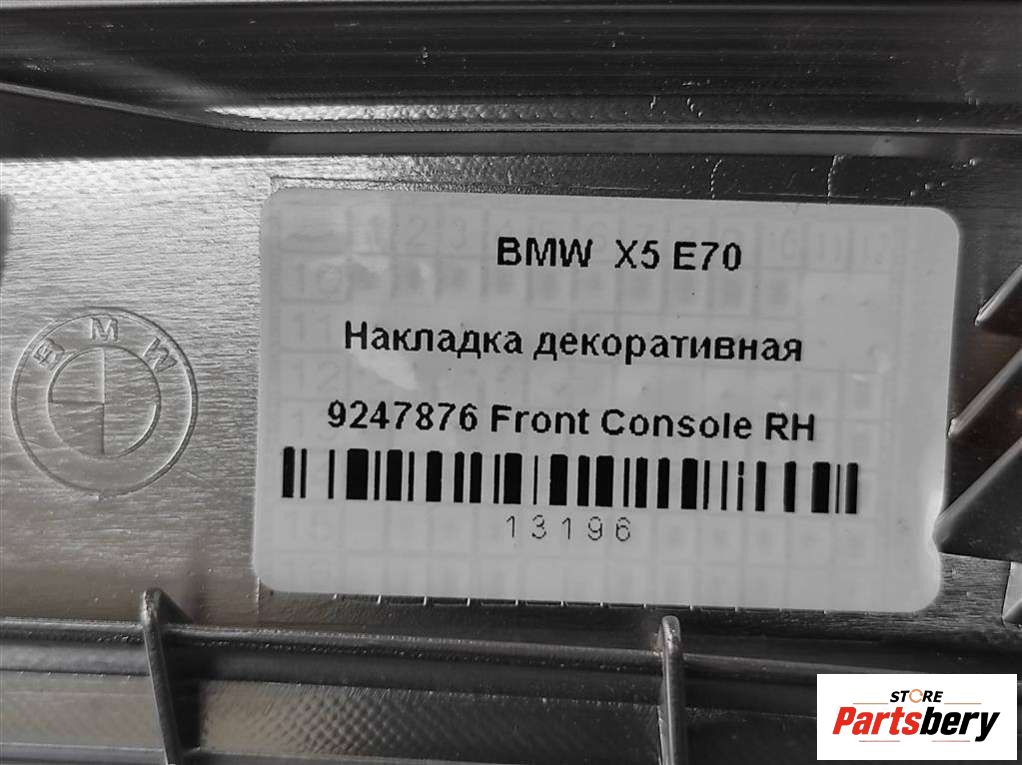 BMW X5 E70
Накладка декоративная
9247876 Front Console RH
13196
BMW
STORE
Partsbery